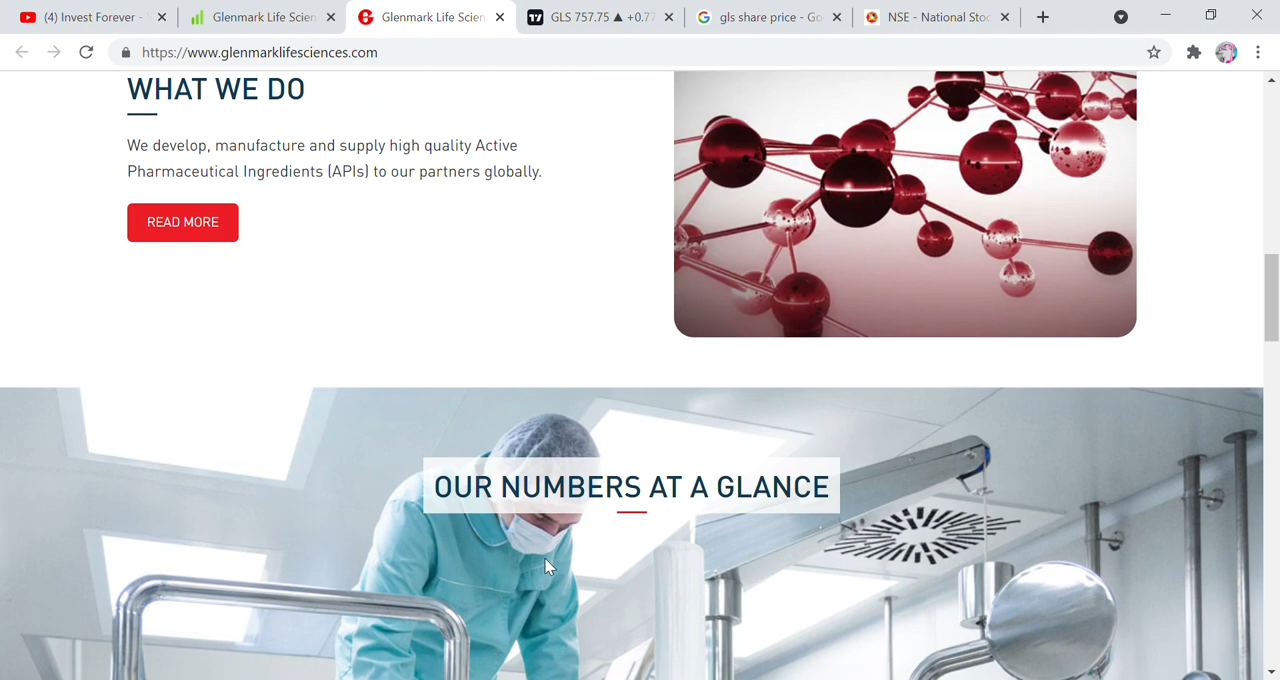 (4) Invest Forever -
Glenmark Life Scien
Glenmark Life Scien
GLS 757.75 ▲ +0.77
gls share price - Go
NSE - National Stoc
https://www.glenmarklifesciences.com
WHAT WE DO
We develop, manufacture and supply high quality Active
Pharmaceutical Ingredients (APIs) to our partners globally.
READ MORE
OUR NUMBERS AT A GLANCE